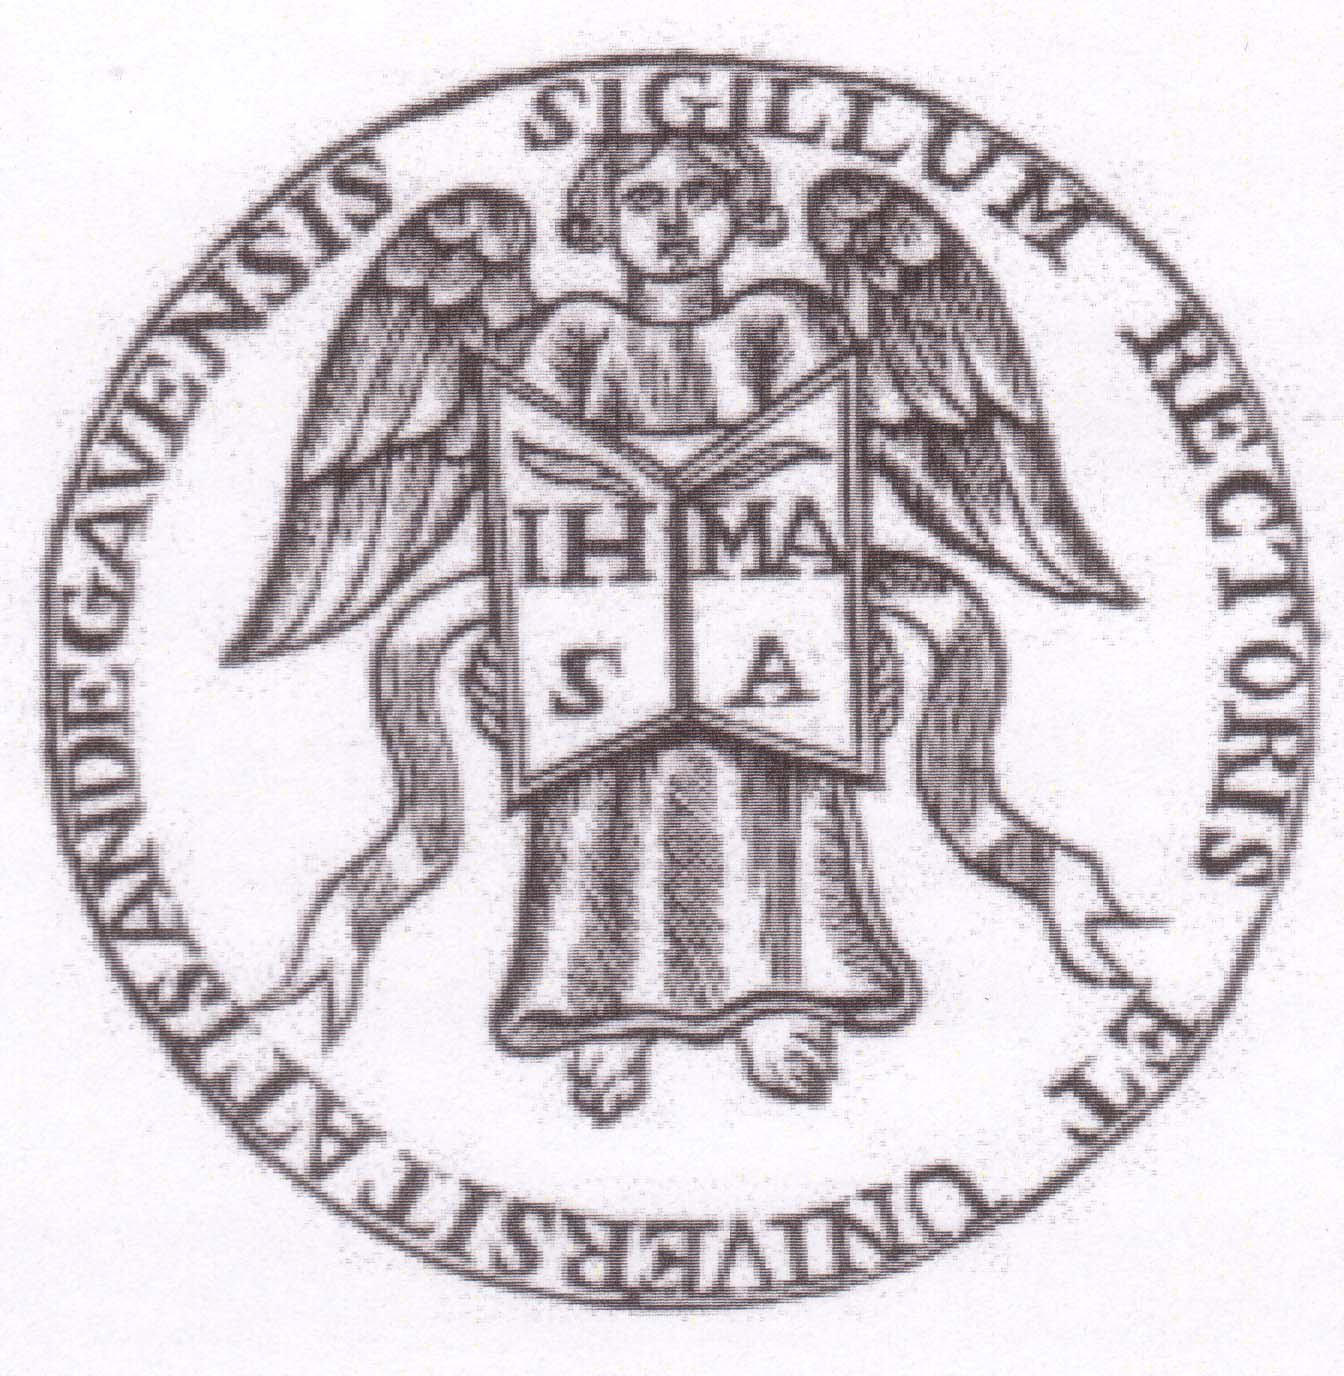 SIGILLUM RECTORIS ET UNIVERSITATIS ANDEGAVENSIS
IH MA
S A